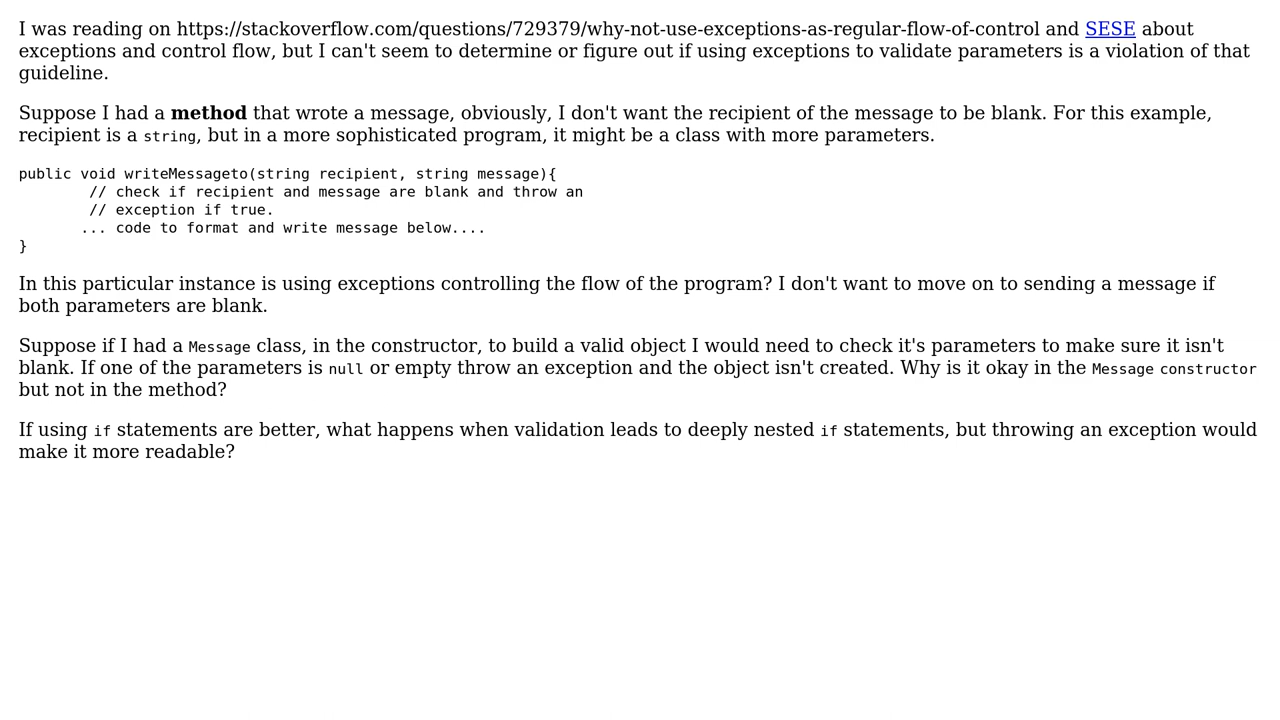 I was reading on https://stackoverflow.com/questions/729379/why-not-use-exceptions-as-regular-flow-of-control and SESE about
exceptions and control flow, but I can't seem to determine or figure out if using exceptions to validate parameters is a violation of that
guideline.
Suppose I had a method that wrote a message, obviously, I don't want the recipient of the message to be blank. For this example,
recipient is a string, but in a more sophisticated program, it might be a class with more parameters.
public void writeMessageto(string recipient, string message){
// check if recipient and message are blank and throw an
// exception if true.
... code to format and write message below....
}
In this particular instance is using exceptions controlling the flow of the program? I don't want to move on to sending a message if
both parameters are blank.
Suppose if I had a Message class, in the constructor, to build a valid object I would need to check it's parameters to make sure it isn't
blank. If one of the parameters is null or empty throw an exception and the object isn't created. Why is it okay in the Message constructor
but not in the method?
If using if statements are better, what happens when validation leads to deeply nested if statements, but throwing an exception would
make it more readable?